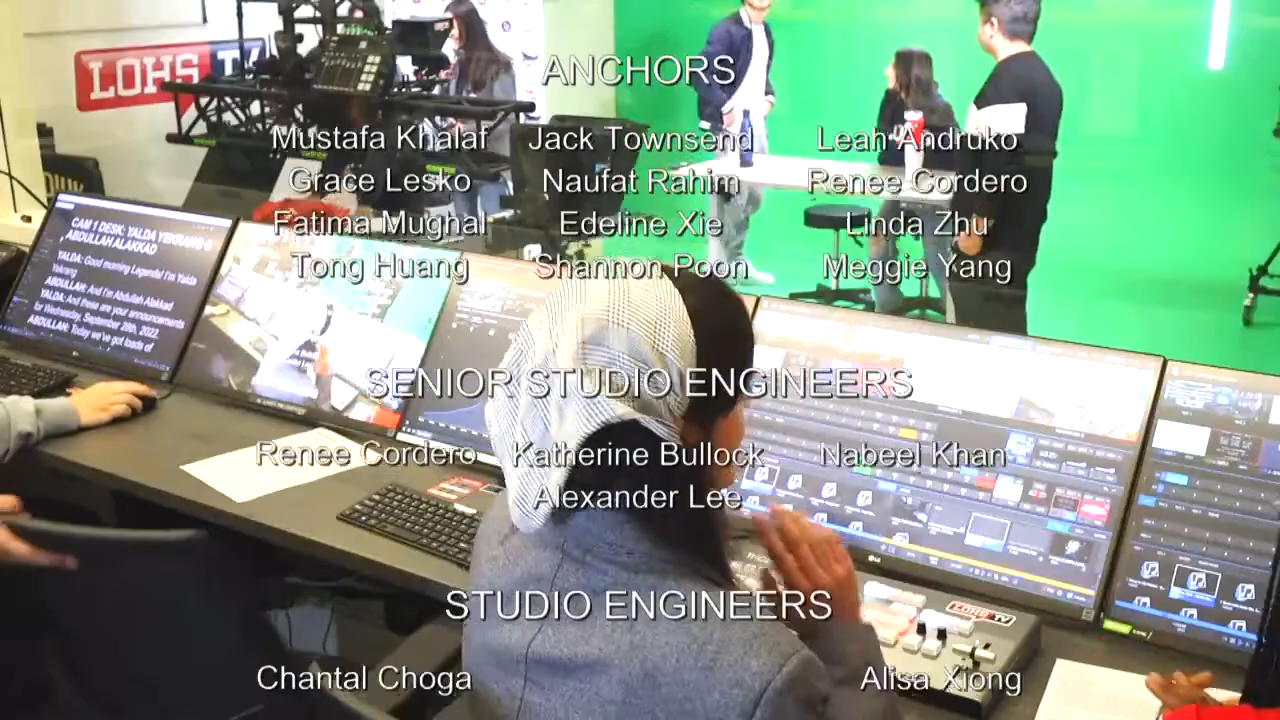 LOHS TV
ANCHORS
Mustafa Khalaf Jack Townsend Leah Andruko
Grace Lesko Naufat Rahim Renee Cordero
Fatima Mughal Edeline Xie Linda Zhu
Tong Huang Shannon Poon Meggie Yang
CAM 1 DESK: YALDA YEKRANG &
ABDULLAH ALAKKAD
YALDA: Good morning Legends! I'm Yalda
Yekrang
ABDULLAH: And I'm Abdullah Alakkad
YALDA: And these are your announcements
for Wednesday, September 28th, 2022.
ABDULLAH: Today we've got loads of
SENIOR STUDIO ENGINEERS
Renee Cordero Katherine Bullock Nabeel Khan
Alexander Lee
STUDIO ENGINEERS
LOHS TV
Chantal Choga Alisa Xiong